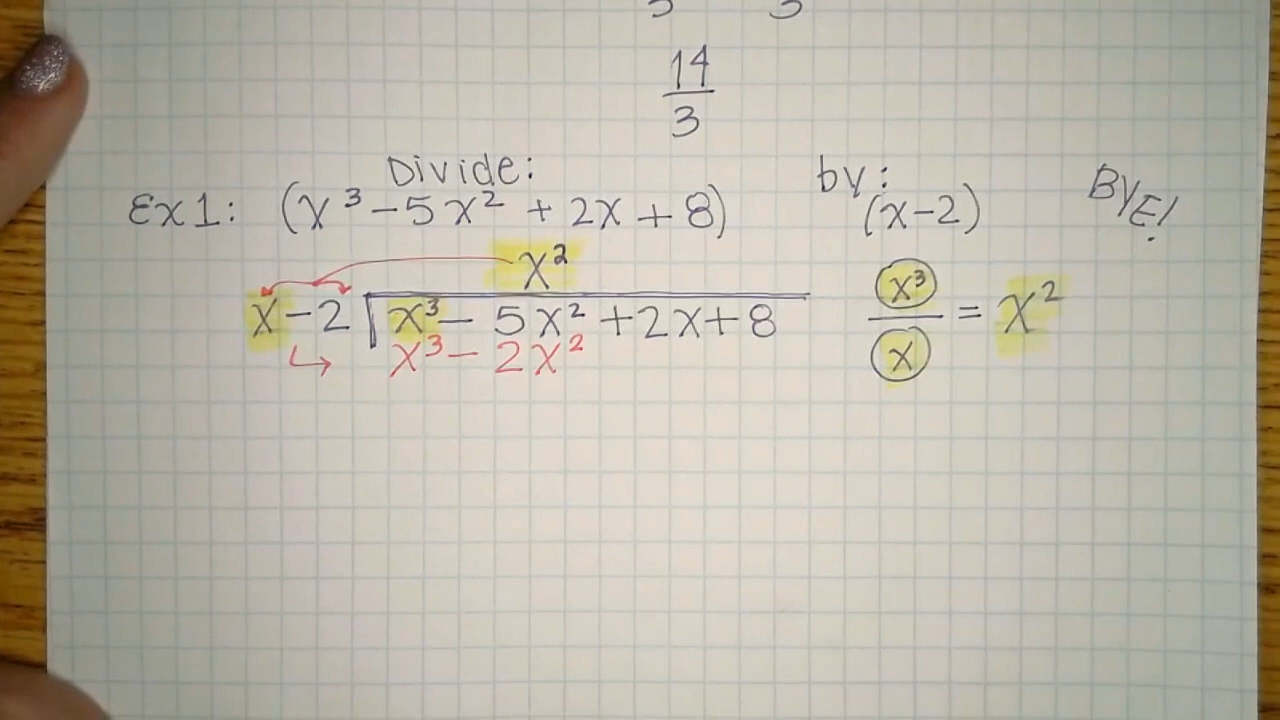 14
3
Divide: by:
Ex1: (x³ - 5x² + 2x + 8) (x-2) BYE!
x²
x - 2 x³ - 5x² + 2x + 8
x³ - 2x²
x³
x = x²